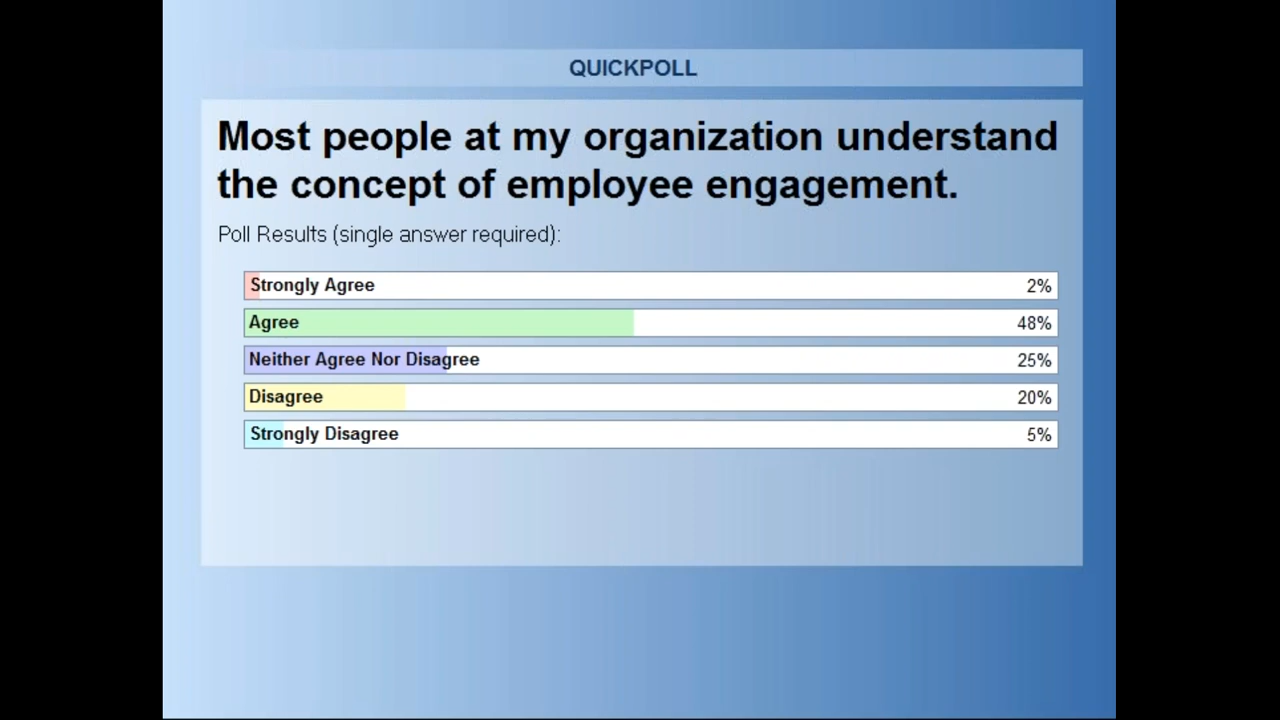 QUICKPOLL
Most people at my organization understand
the concept of employee engagement.
Poll Results (single answer required):
Strongly Agree 2%
Agree 48%
Neither Agree Nor Disagree 25%
Disagree 20%
Strongly Disagree 5%